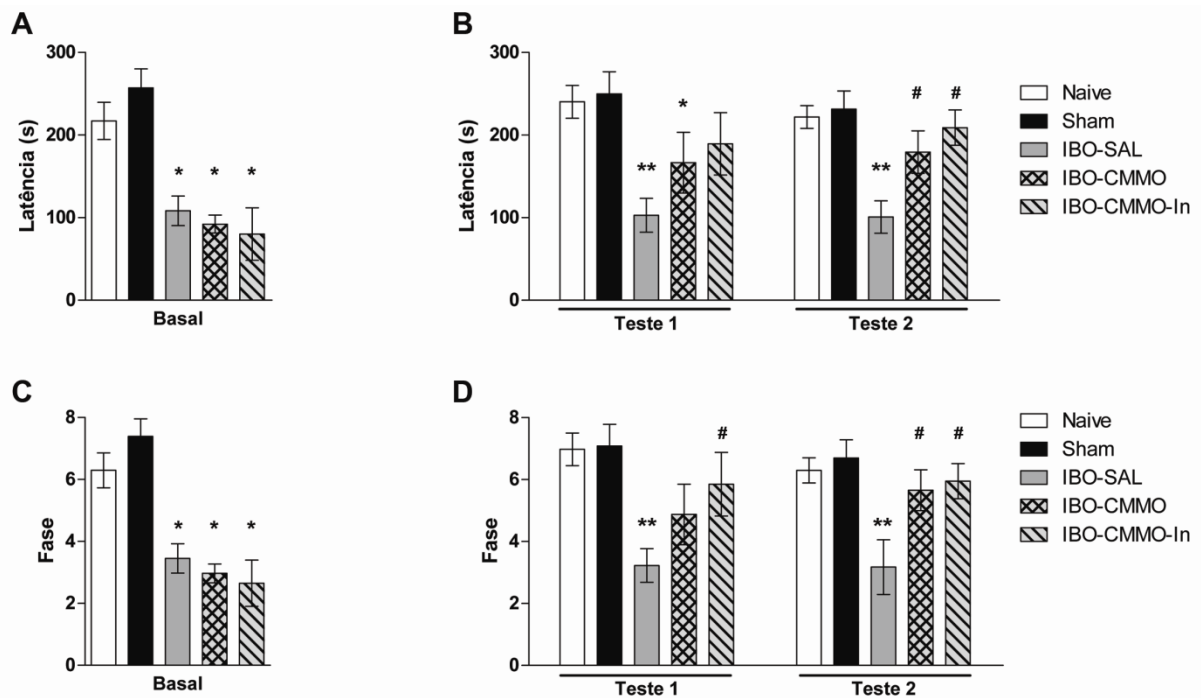 A
Latência (s)
300
200
100
0
*
*
*
Basal
B
Latência (s)
300
200
100
0
**
*
**
#
#
Teste 1
Teste 2
Naive
Sham
IBO-SAL
IBO-CMMO
IBO-CMMO-In
C
Fase
8
6
4
2
0
*
*
*
Basal
D
Fase
8
6
4
2
0
**
#
**
#
#
Teste 1
Teste 2
Naive
Sham
IBO-SAL
IBO-CMMO
IBO-CMMO-In